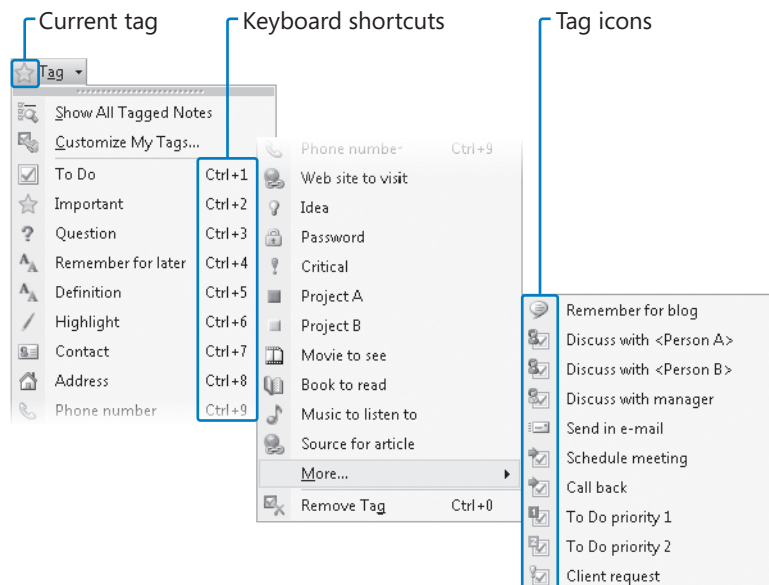 Current tag
Keyboard shortcuts
Tag icons
Tag
Show All Tagged Notes
Customize My Tags...
To Do Ctrl+1
Important Ctrl+2
Question Ctrl+3
Remember for later Ctrl+4
Definition Ctrl+5
Highlight Ctrl+6
Contact Ctrl+7
Address Ctrl+8
Phone number Ctrl+9
Phone number Ctrl+9
Web site to visit
Idea
Password
Critical
Project A
Project B
Movie to see
Book to read
Music to listen to
Source for article
More...
Remove Tag Ctrl+0
Remember for blog
Discuss with <Person A>
Discuss with <Person B>
Discuss with manager
Send in e-mail
Schedule meeting
Call back
To Do priority 1
To Do priority 2
Client request